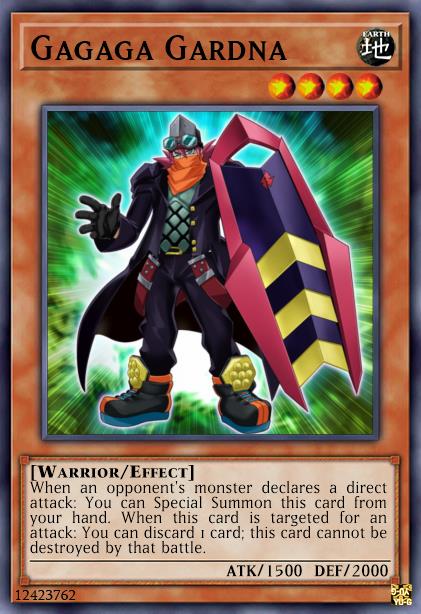 GAGAGA GARDNA
EARTH
地
[WARRIOR/EFFECT]
When an opponent's monster declares a direct
attack: You can Special Summon this card from
your hand. When this card is targeted for an
attack: You can discard 1 card; this card cannot be
destroyed by that battle.
ATK/1500 DEF/2000
12423762